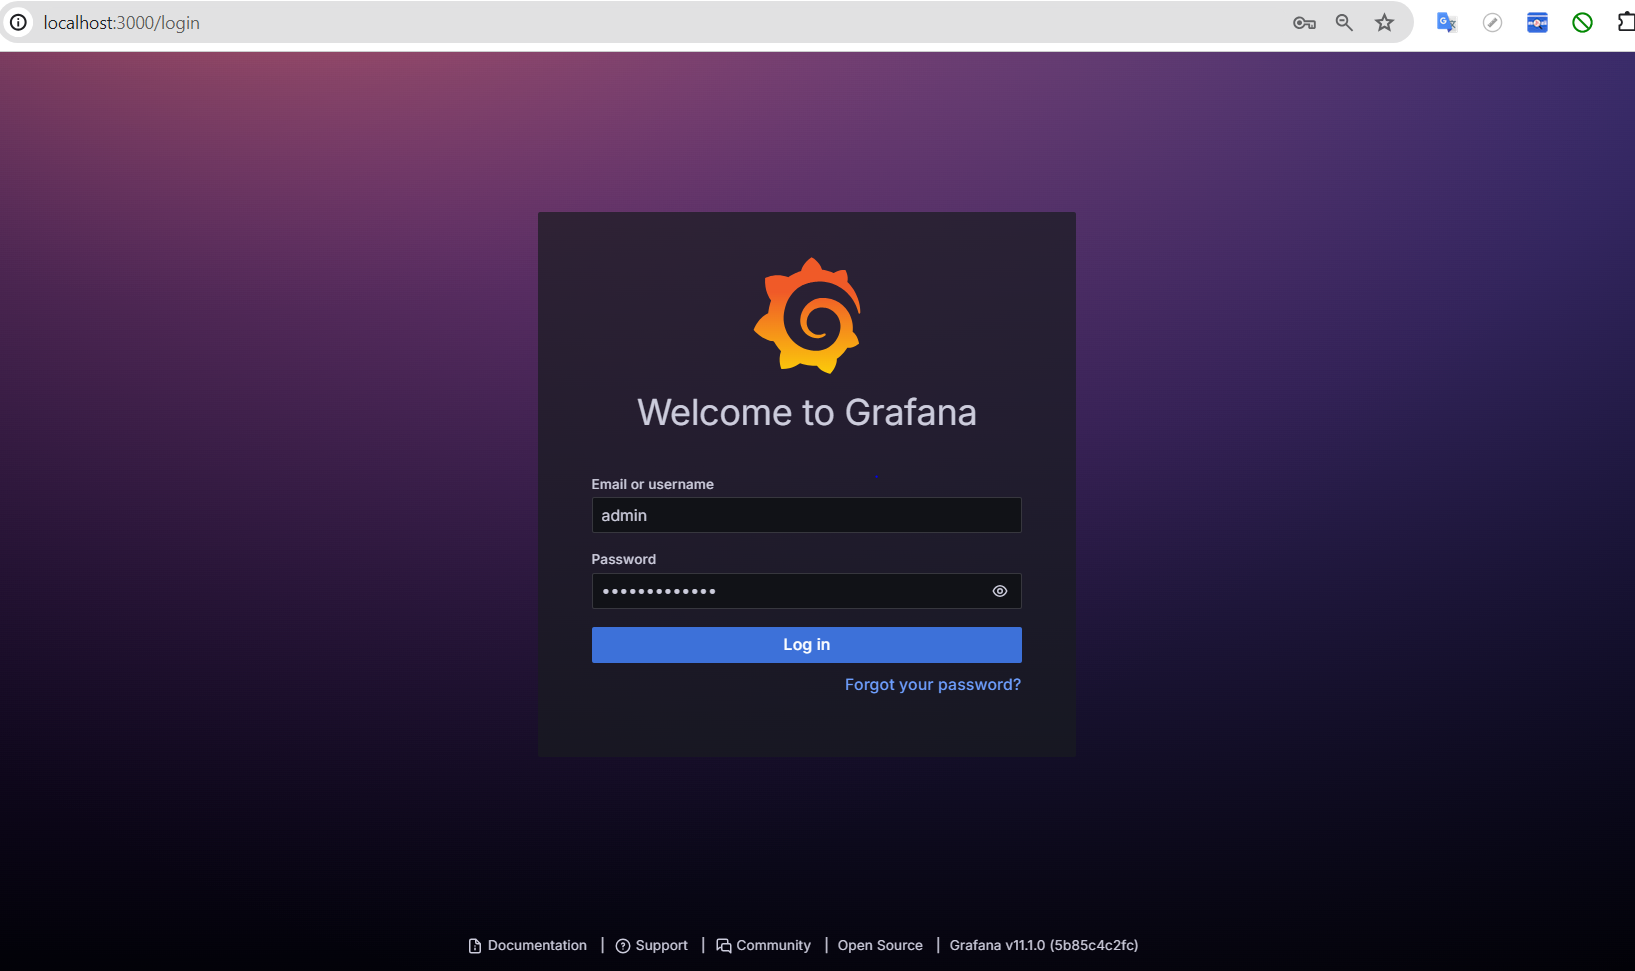 localhost:3000/login
Welcome to Grafana
Email or username
admin
Password
•••••••••••••
Log in
Forgot your password?
Documentation | Support | Community | Open Source | Grafana v11.1.0 (5b85c4c2fc)